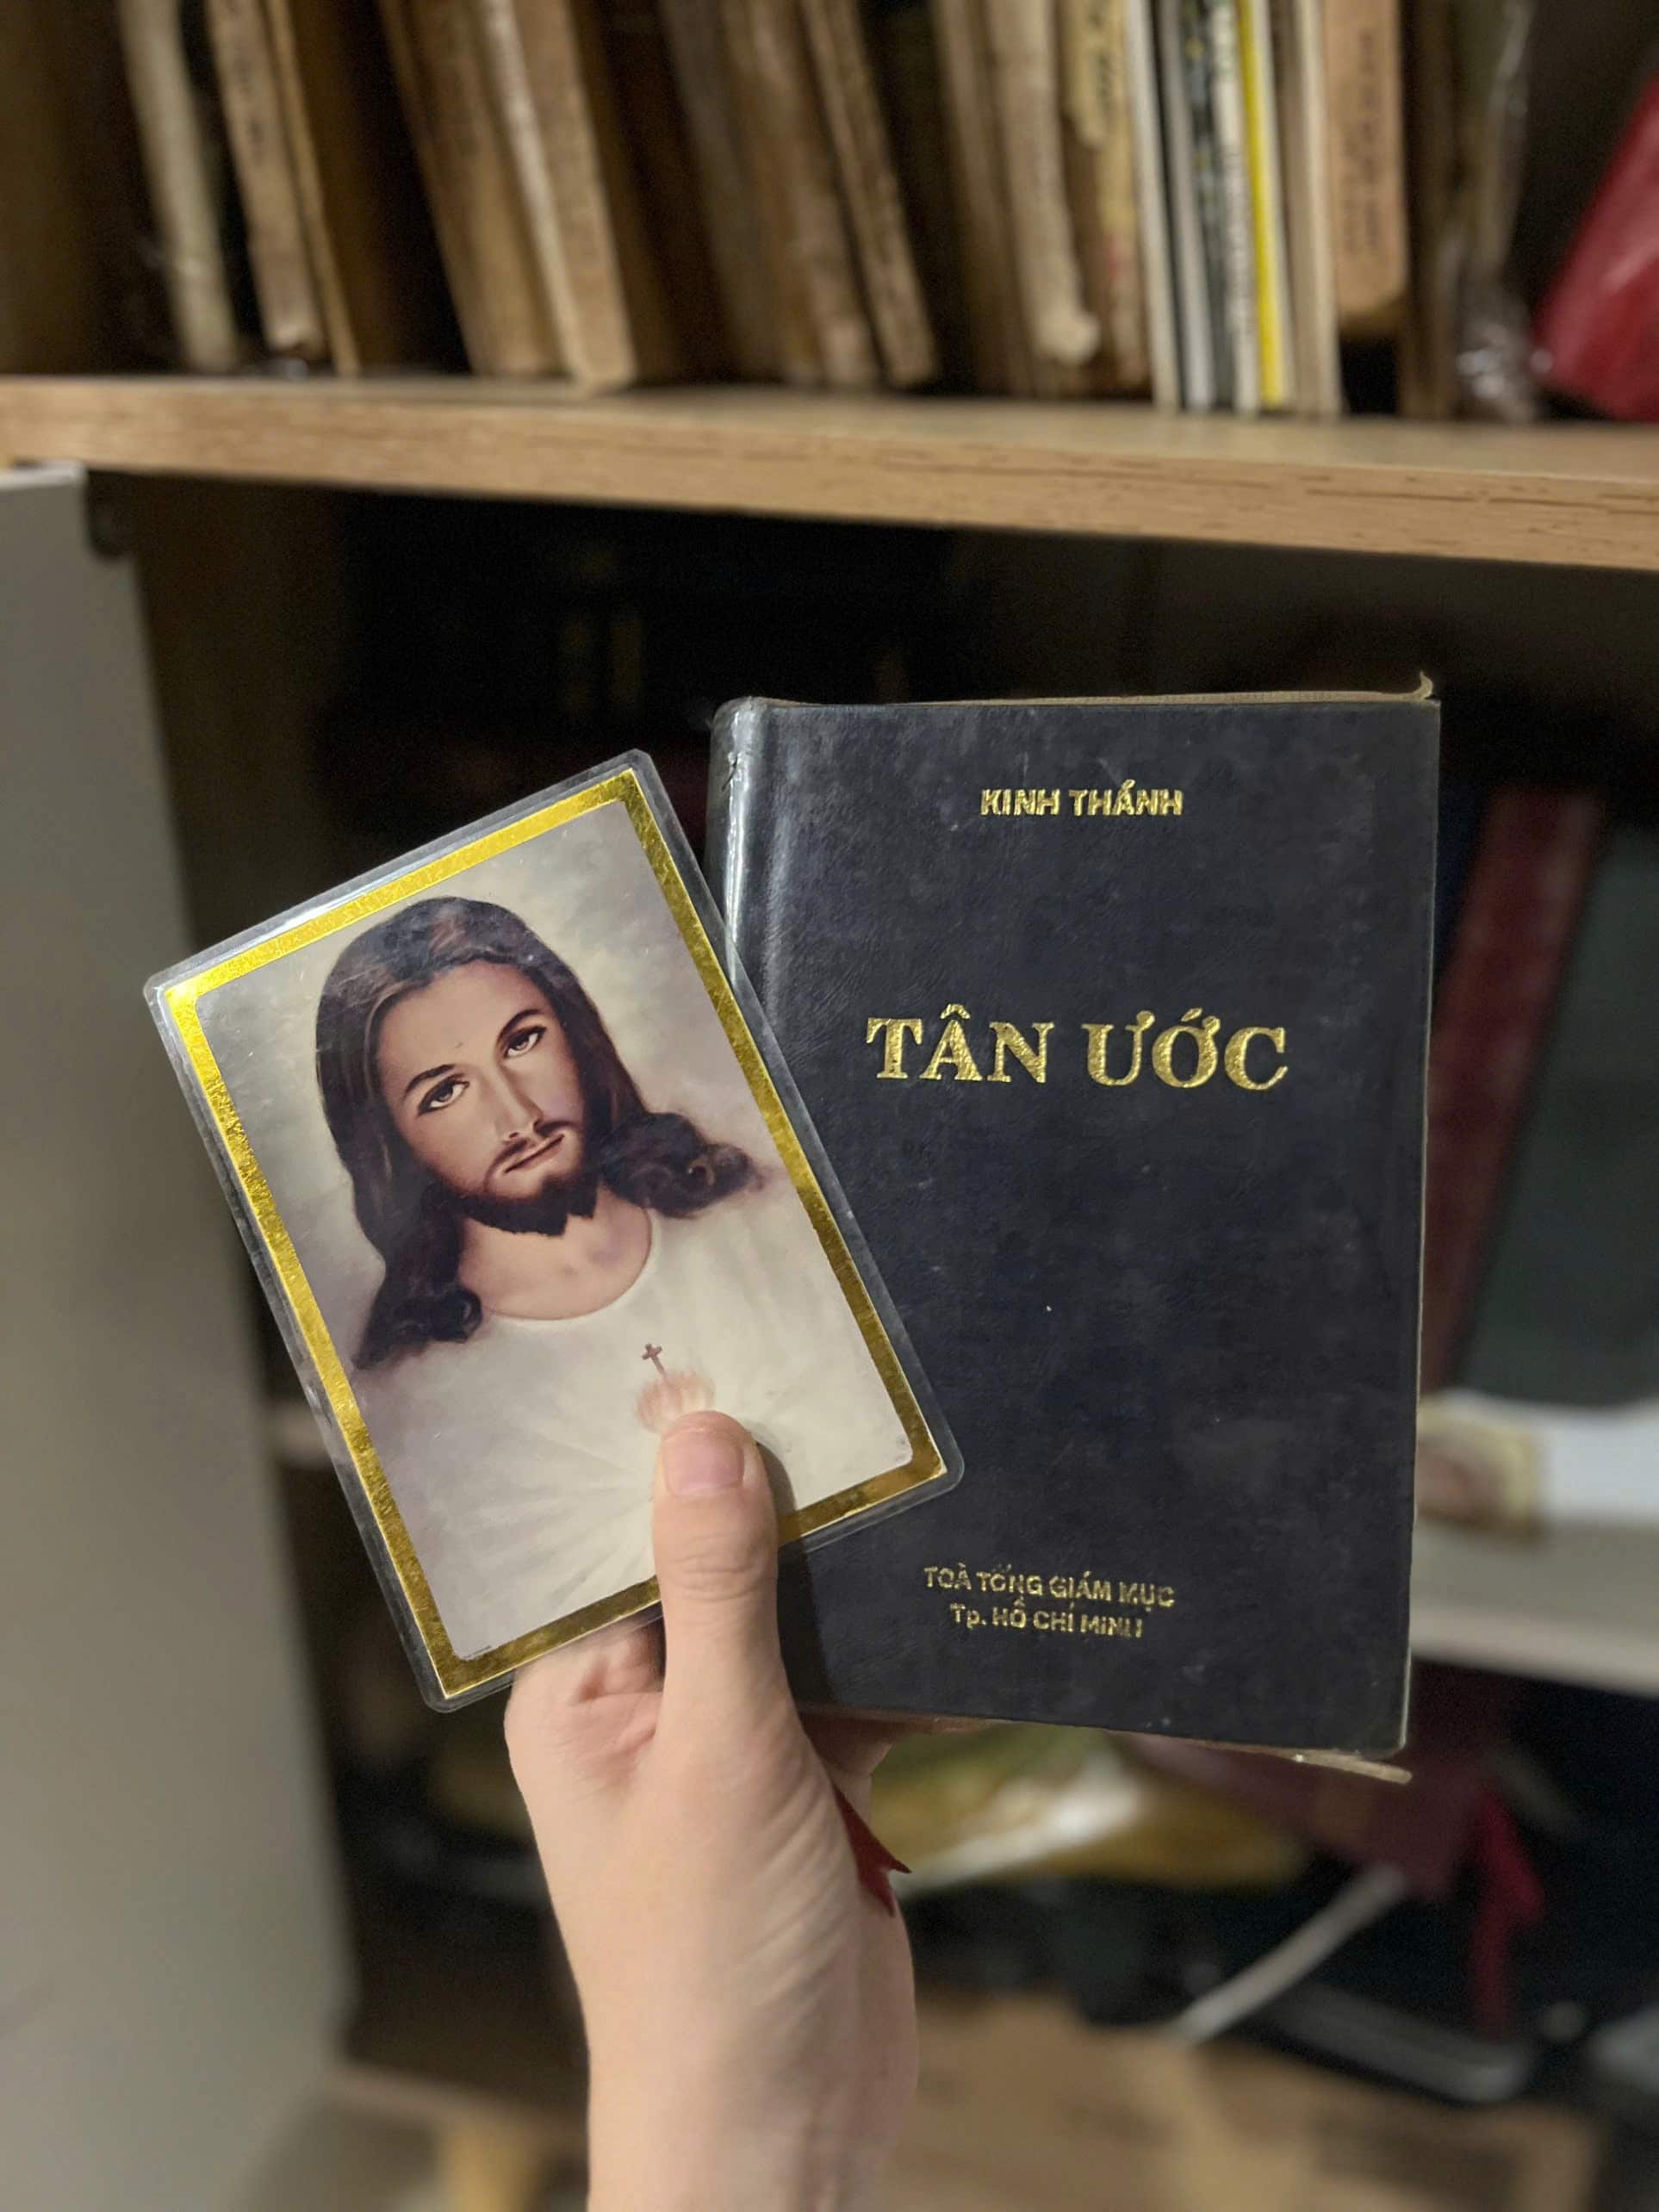 KINH THÁNH
TÂN ƯỚC
TOÀ TỔNG GIÁM MỤC
Tp. HỒ CHÍ MINH